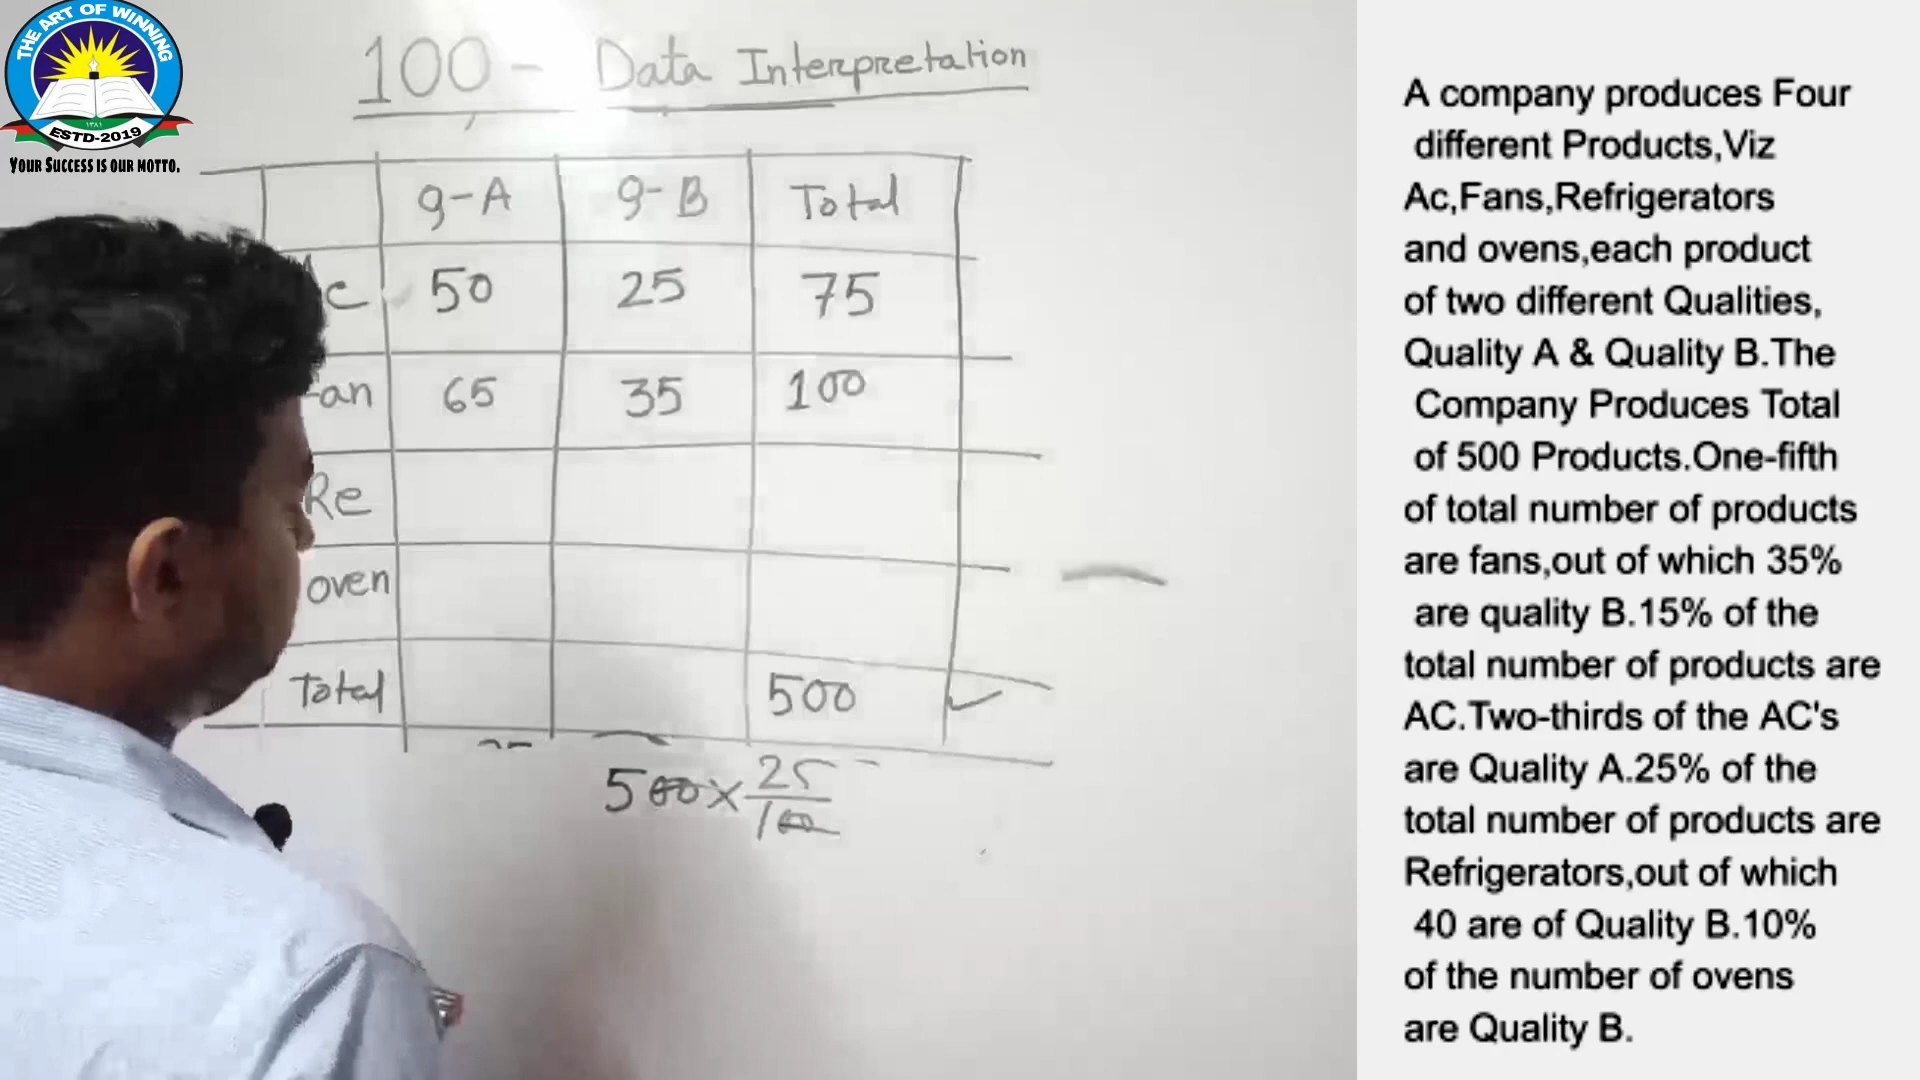 THE ART OF WINNING
ESTD-2019
YOUR SUCCESS IS OUR MOTTO.
100 - Data Interpretation
q-A q-B Total
Ac 50 25 75
Fan 65 35 100
Re
oven
Total 500
500 × 25/100
A company produces Four
different Products,Viz
Ac,Fans,Refrigerators
and ovens,each product
of two different Qualities,
Quality A & Quality B.The
Company Produces Total
of 500 Products.One-fifth
of total number of products
are fans,out of which 35%
are quality B.15% of the
total number of products are
AC.Two-thirds of the AC's
are Quality A.25% of the
total number of products are
Refrigerators,out of which
40 are of Quality B.10%
of the number of ovens
are Quality B.